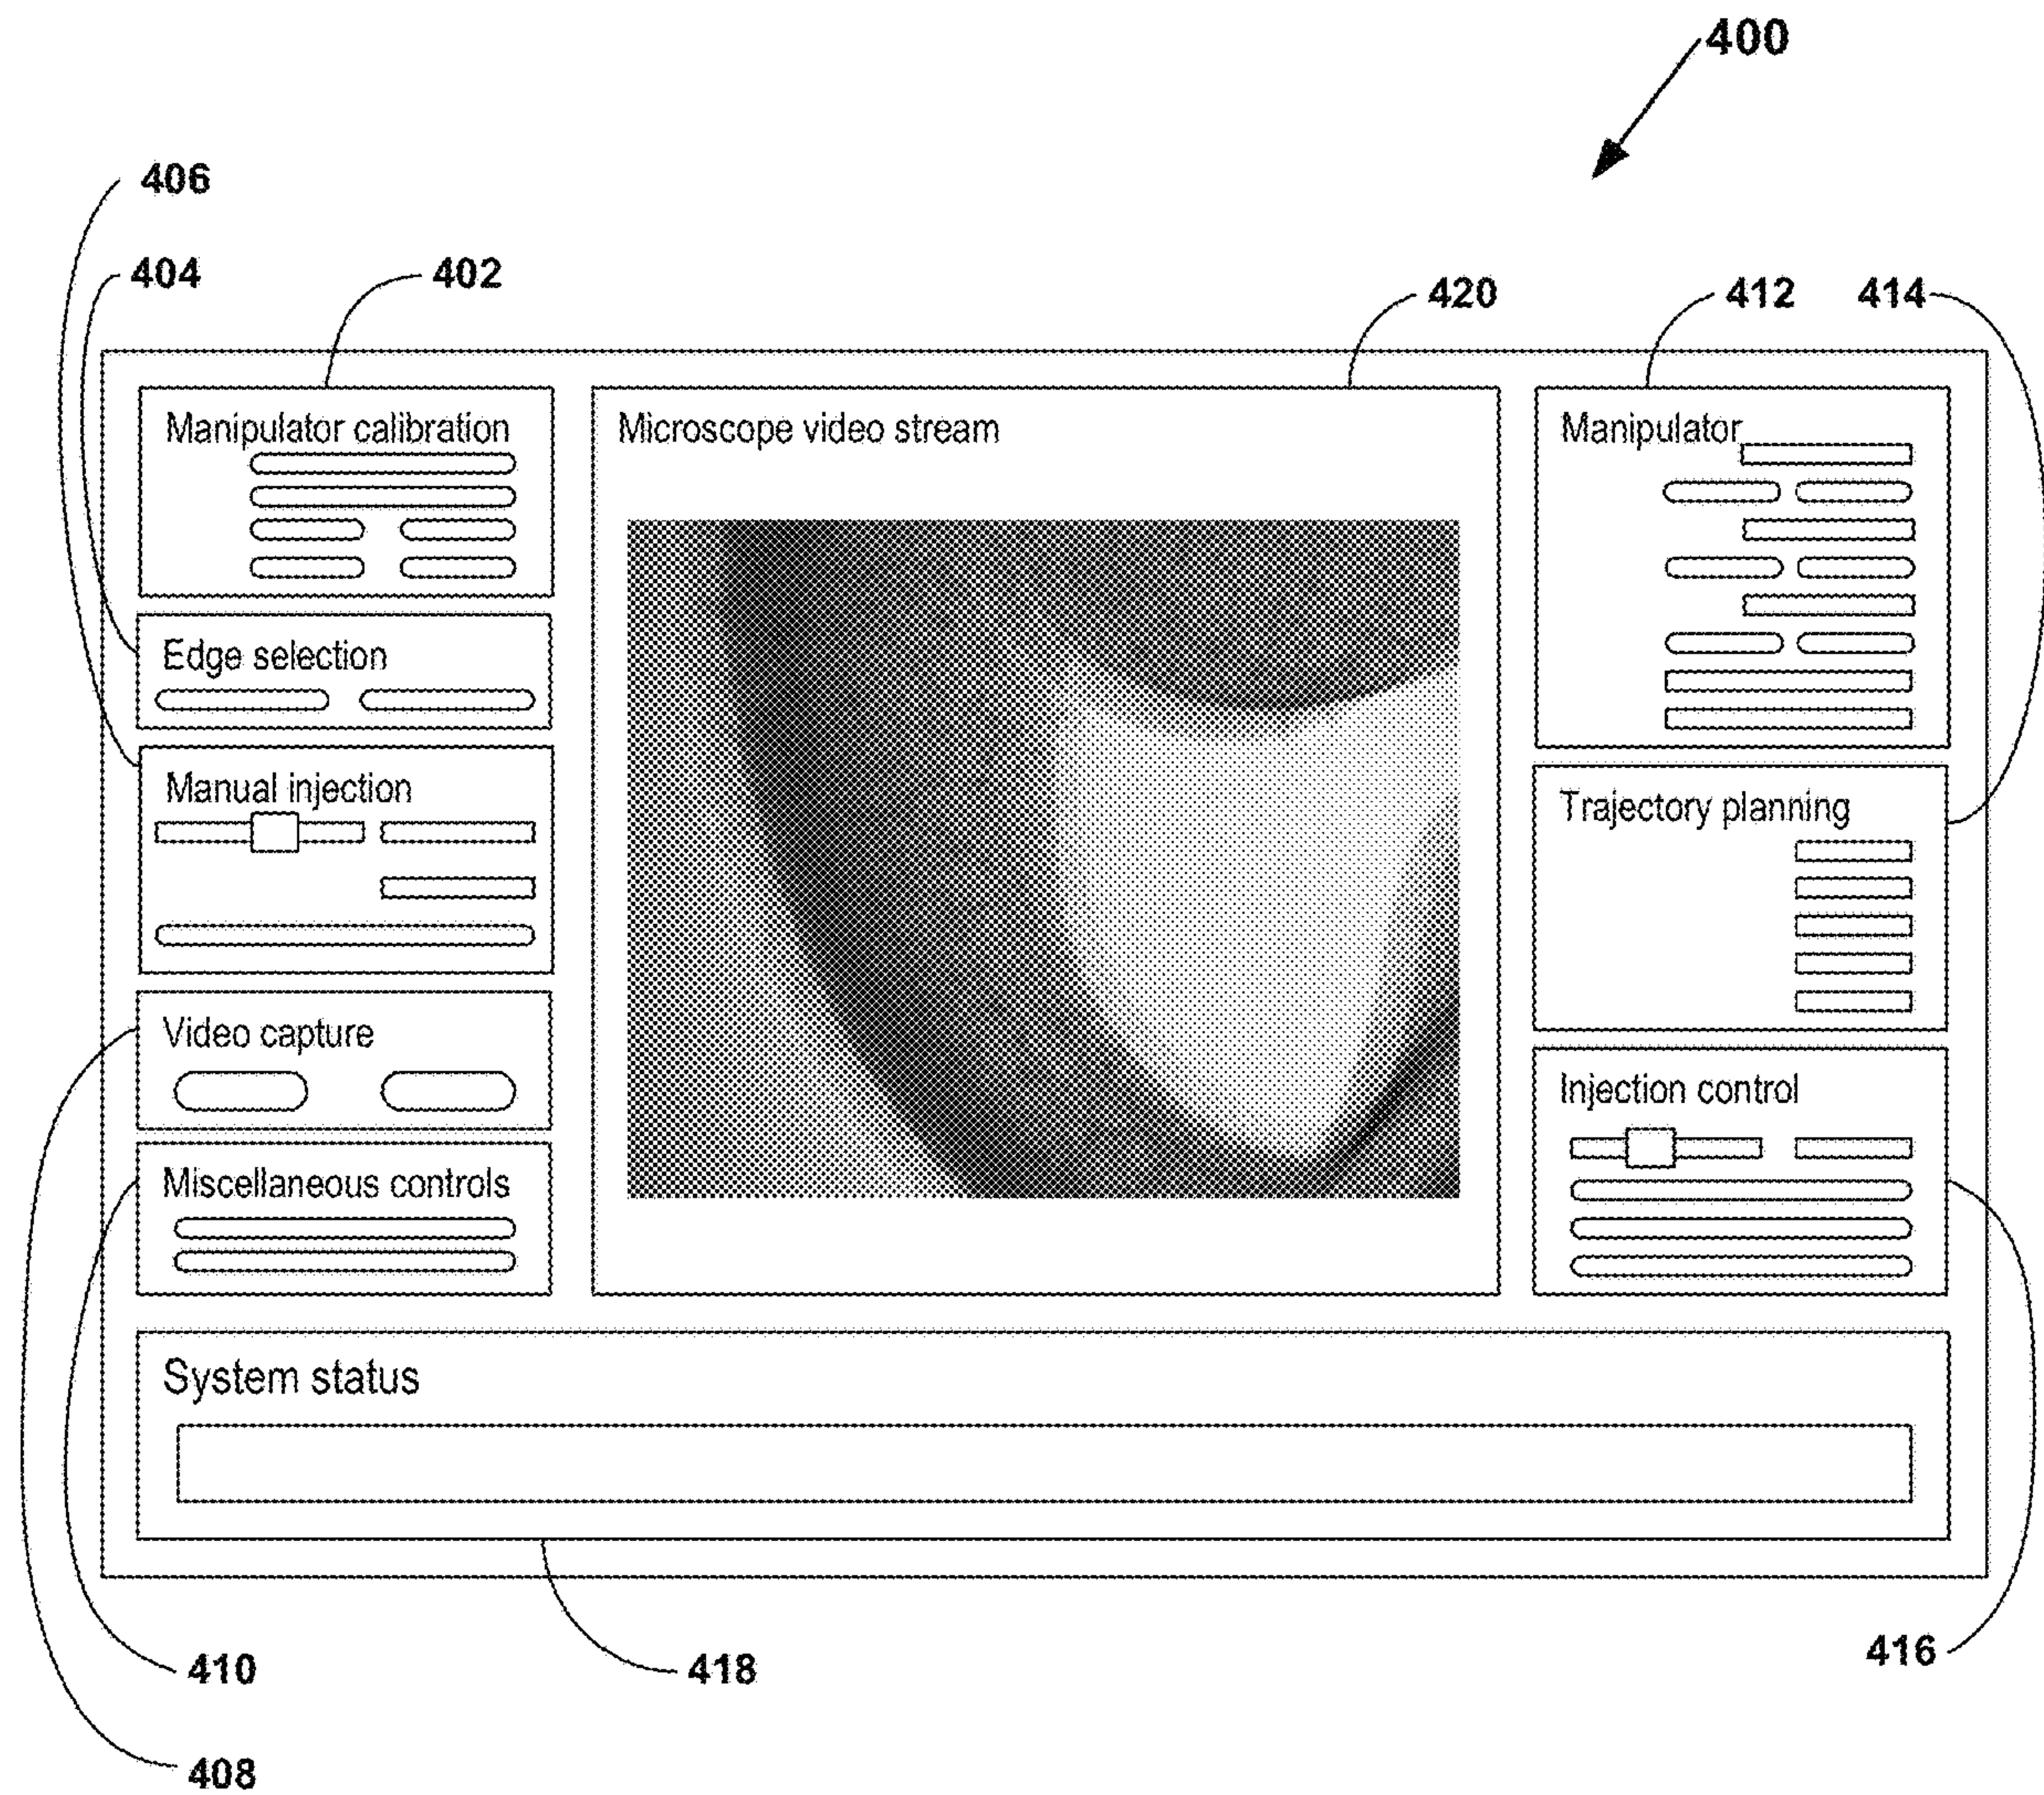 400
406
404
402
420
412
414
Manipulator calibration
Microscope video stream
Manipulator
Edge selection
Manual injection
Trajectory planning
Video capture
Injection control
Miscellaneous controls
System status
410
418
416
408